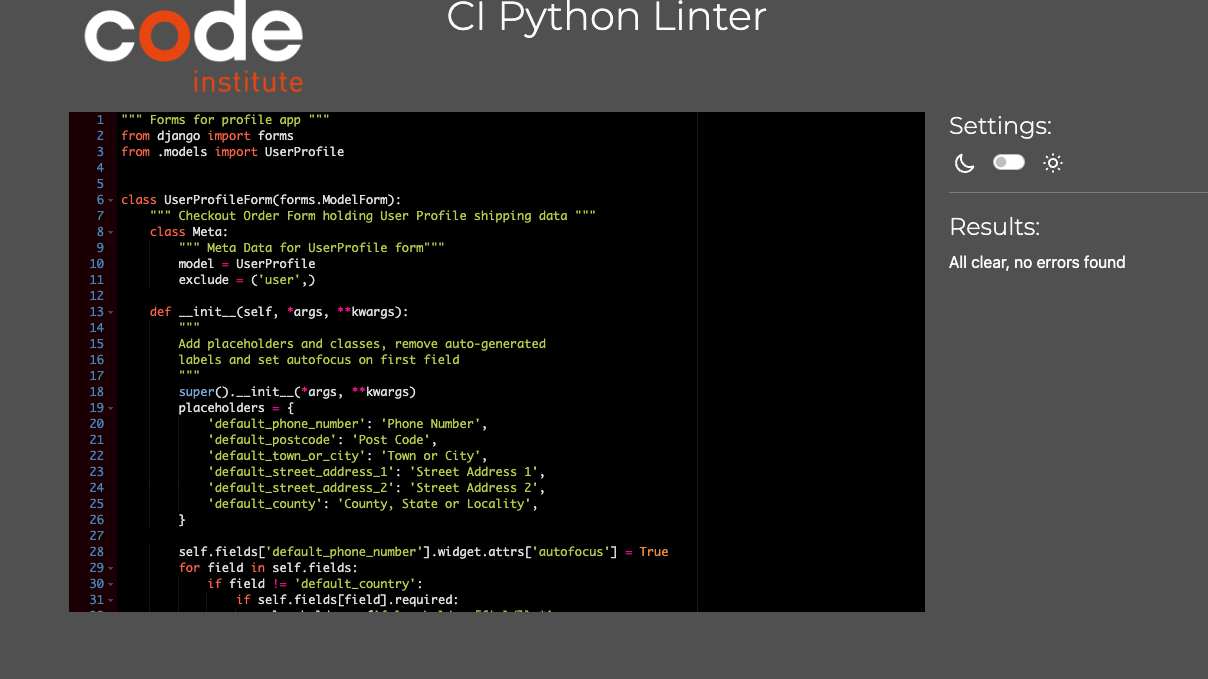 code
institute
CI Python Linter
1 """ Forms for profile app """
2 from django import forms
3 from .models import UserProfile
4
5
6 class UserProfileForm(forms.ModelForm):
7     """ Checkout Order Form holding User Profile shipping data """
8     class Meta:
9         """ Meta Data for UserProfile form"""
10         model = UserProfile
11         exclude = ('user',)
12
13     def __init__(self, *args, **kwargs):
14         """
15         Add placeholders and classes, remove auto-generated
16         labels and set autofocus on first field
17         """
18         super().__init__(*args, **kwargs)
19         placeholders = {
20             'default_phone_number': 'Phone Number',
21             'default_postcode': 'Post Code',
22             'default_town_or_city': 'Town or City',
23             'default_street_address_1': 'Street Address 1',
24             'default_street_address_2': 'Street Address 2',
25             'default_county': 'County, State or Locality',
26         }
27
28         self.fields['default_phone_number'].widget.attrs['autofocus'] = True
29         for field in self.fields:
30             if field != 'default_country':
31                 if self.fields[field].required:
Settings:
Results:
All clear, no errors found